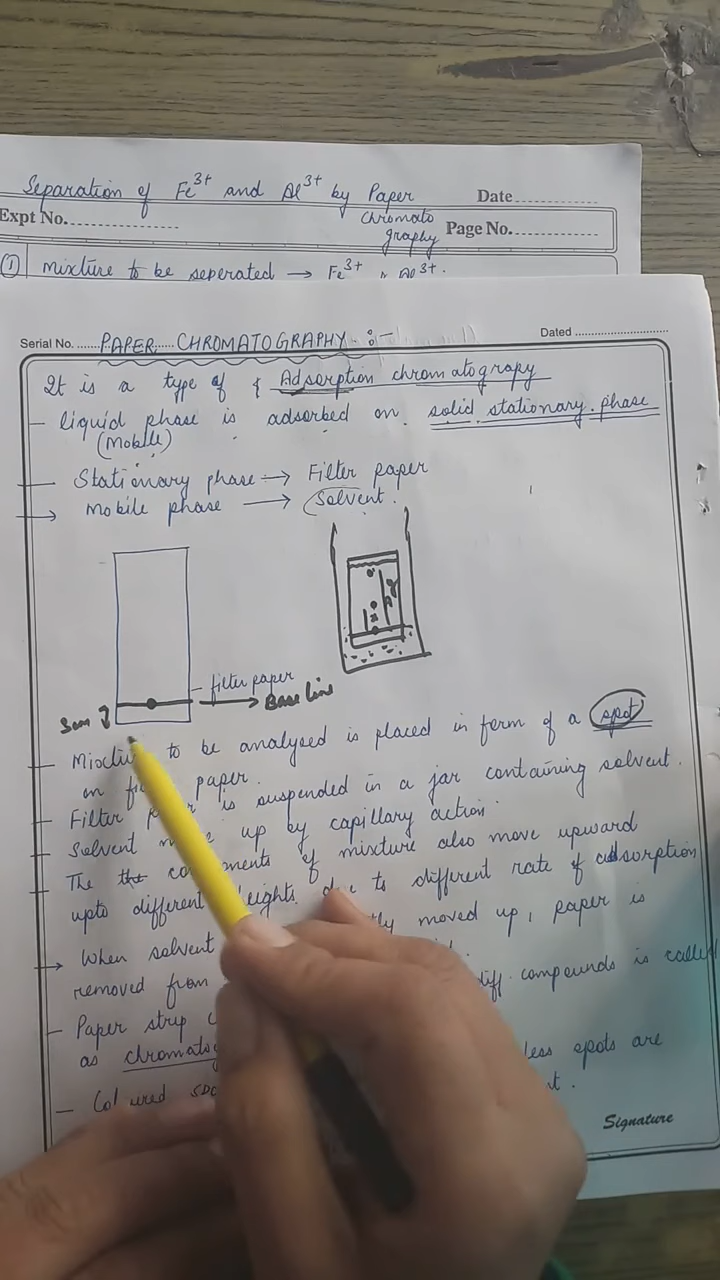 Separation of Fe³⁺ and Al³⁺ by Paper Chromato graphy
Date
Expt No.
Page No.
① mixture to be seperated → Fe³⁺ , Al³⁺.
Serial No. PAPER CHROMATOGRAPHY :-
Dated
It is a type of { Adsorption chromatograpy
- liquid phase is adsorbed on solid stationary phase
(Mobile)
- Stationary phase → Filter paper
→ mobile phase → Solvent.
- filter paper
→ Base line
- Mixture to be analysed is placed in form of a spot
on paper.
- Filter is suspended in a jar containing solvent.
- Solvent up by capillary action.
- The of mixture also move upward
upto different heights due to different rate of adsorption
→ When solvent moved up, paper is
removed from
- Paper strip diff. compounds is called
as
- Coloured spots are
Signature